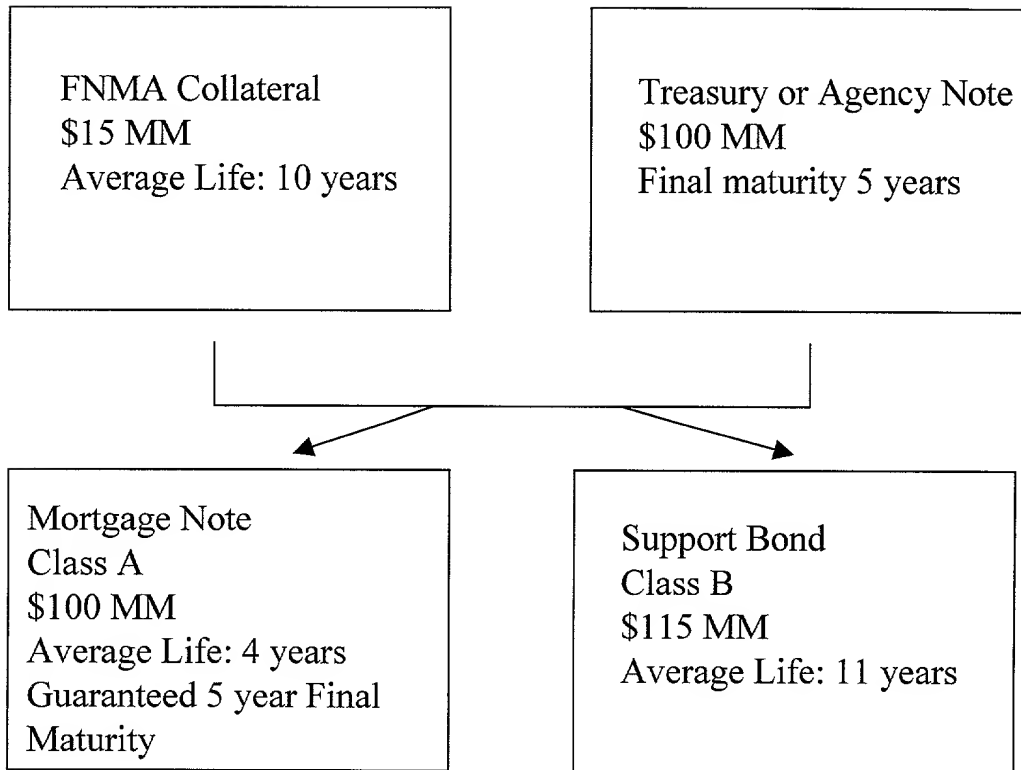 FNMA Collateral
$15 MM
Average Life: 10 years
Treasury or Agency Note
$100 MM
Final maturity 5 years
Mortgage Note
Class A
$100 MM
Average Life: 4 years
Guaranteed 5 year Final
Maturity
Support Bond
Class B
$115 MM
Average Life: 11 years